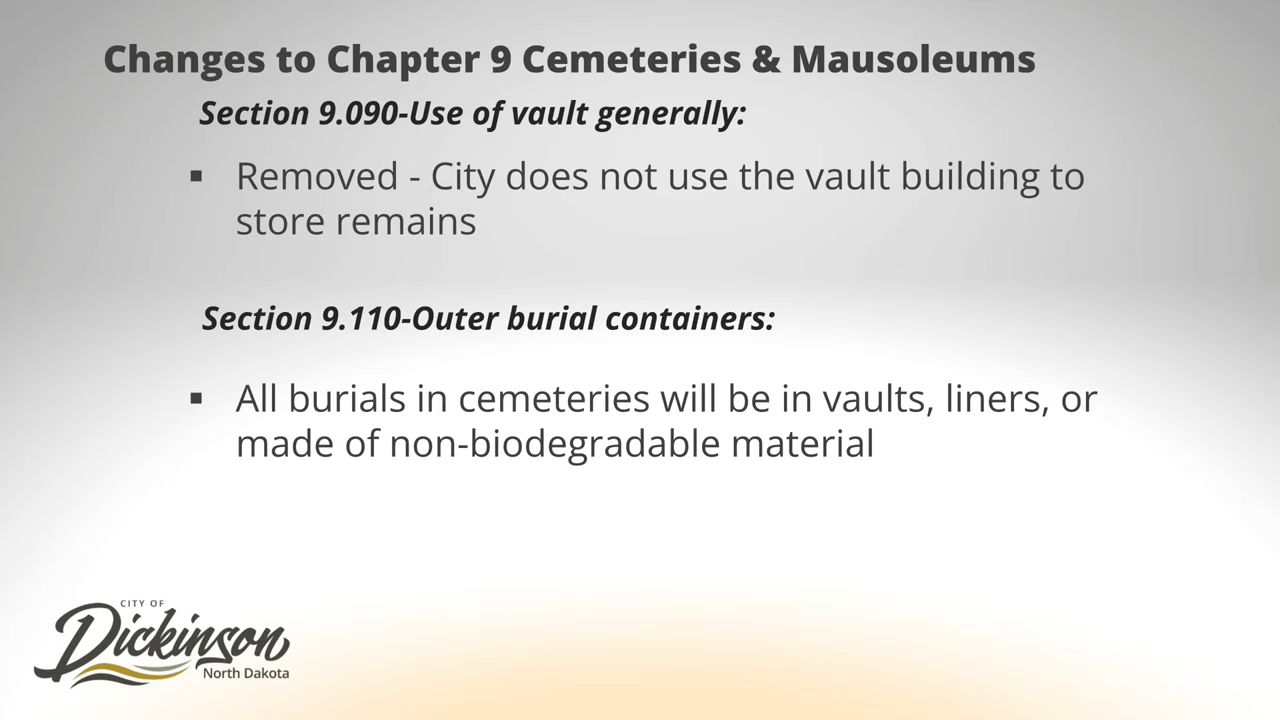 Changes to Chapter 9 Cemeteries & Mausoleums
Section 9.090-Use of vault generally:
▪ Removed - City does not use the vault building to
store remains
Section 9.110-Outer burial containers:
▪ All burials in cemeteries will be in vaults, liners, or
made of non-biodegradable material
CITY OF
Dickinson
North Dakota